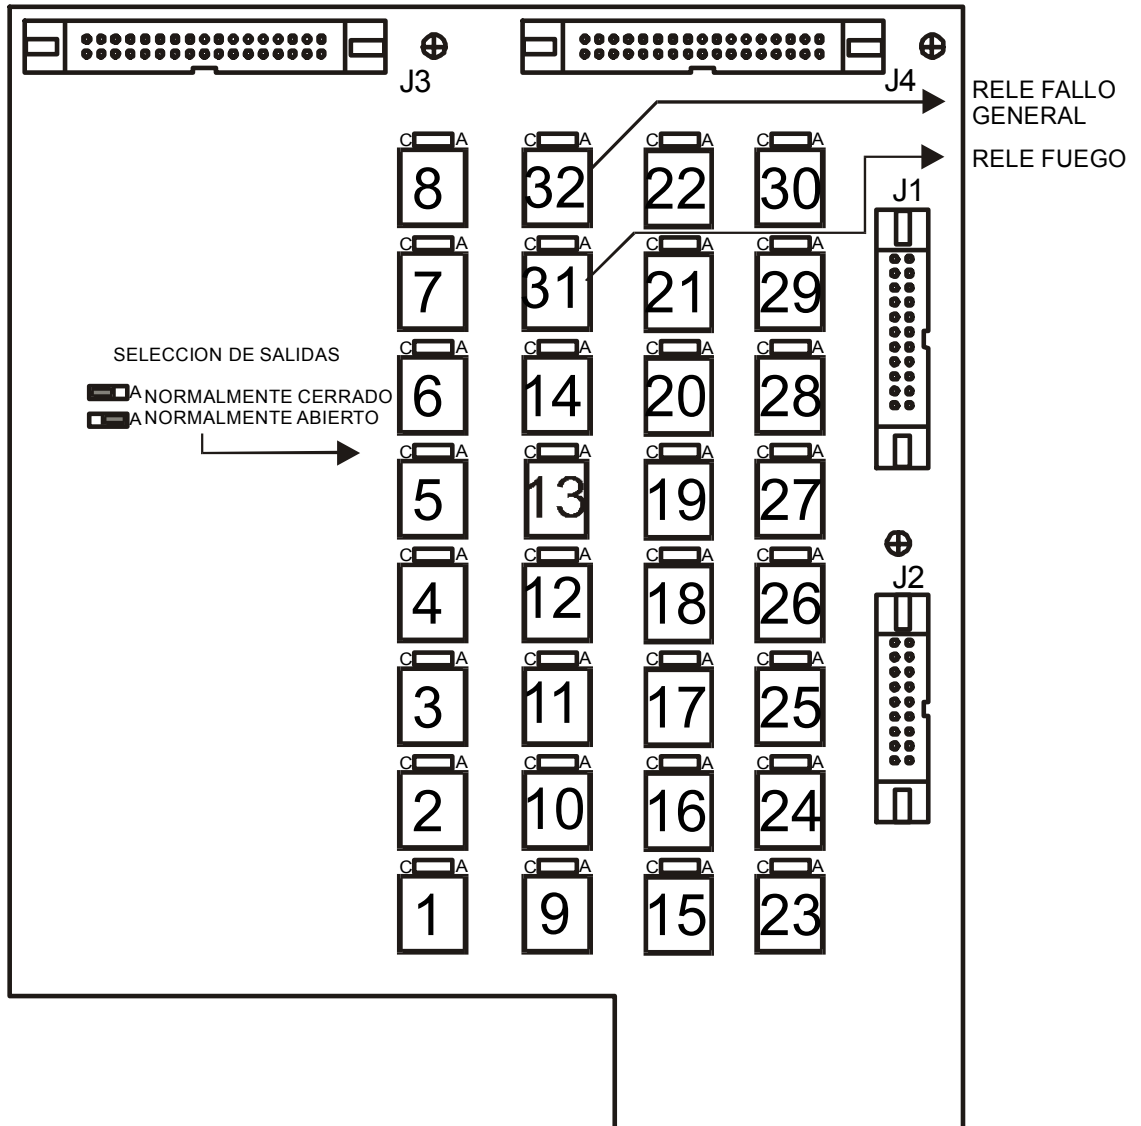 J3
J4
RELE FALLO
GENERAL
RELE FUEGO
J1
C A C A C A C A
8 32 22 30
C A C A C A C A
7 31 21 29
SELECCION DE SALIDAS
A NORMALMENTE CERRADO
A NORMALMENTE ABIERTO
C A C A C A C A
6 14 20 28
C A C A C A C A
5 13 19 27
J2
C A C A C A C A
4 12 18 26
C A C A C A C A
3 11 17 25
C A C A C A C A
2 10 16 24
C A C A C A C A
1 9 15 23